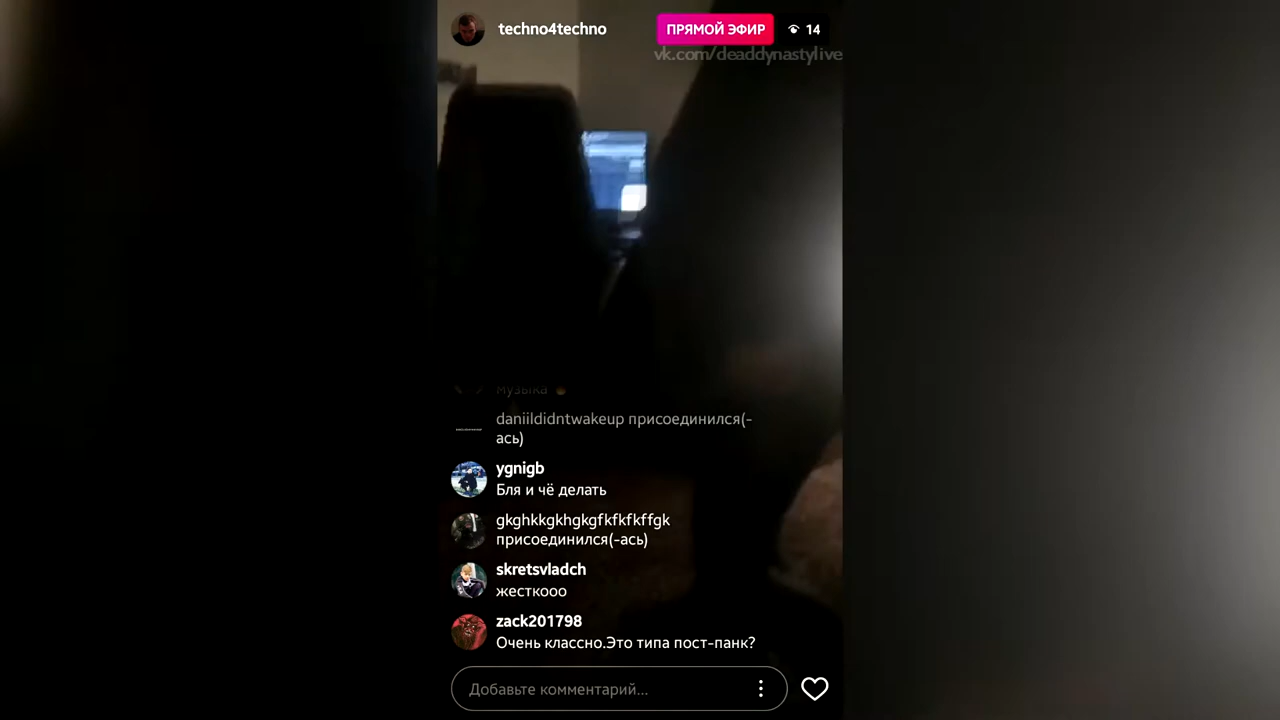 techno4techno
ПРЯМОЙ ЭФИР
14
vk.com/deaddynastylive
музыка
daniildidntwakeup присоединился(-
ась)
ygnigb
Бля и чё делать
gkghkkgkhgkgfkfkfkffgk
присоединился(-ась)
skretsvladch
жесткооо
zack201798
Очень классно.Это типа пост-панк?
Добавьте комментарий...